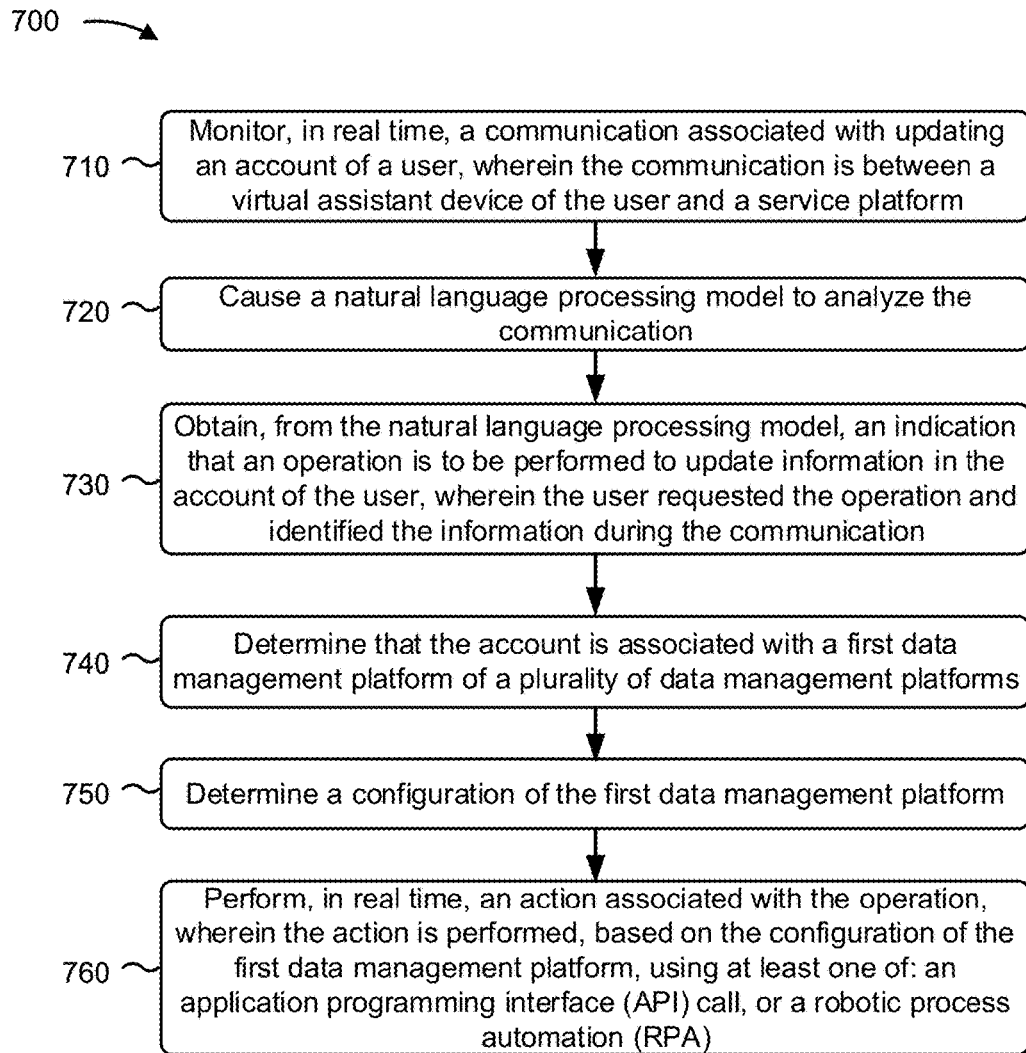 700
Monitor, in real time, a communication associated with updating
an account of a user, wherein the communication is between a
virtual assistant device of the user and a service platform
710
Cause a natural language processing model to analyze the
communication
720
Obtain, from the natural language processing model, an indication
that an operation is to be performed to update information in the
account of the user, wherein the user requested the operation and
identified the information during the communication
730
Determine that the account is associated with a first data
management platform of a plurality of data management platforms
740
Determine a configuration of the first data management platform
750
Perform, in real time, an action associated with the operation,
wherein the action is performed, based on the configuration of the
first data management platform, using at least one of: an
application programming interface (API) call, or a robotic process
automation (RPA)
760